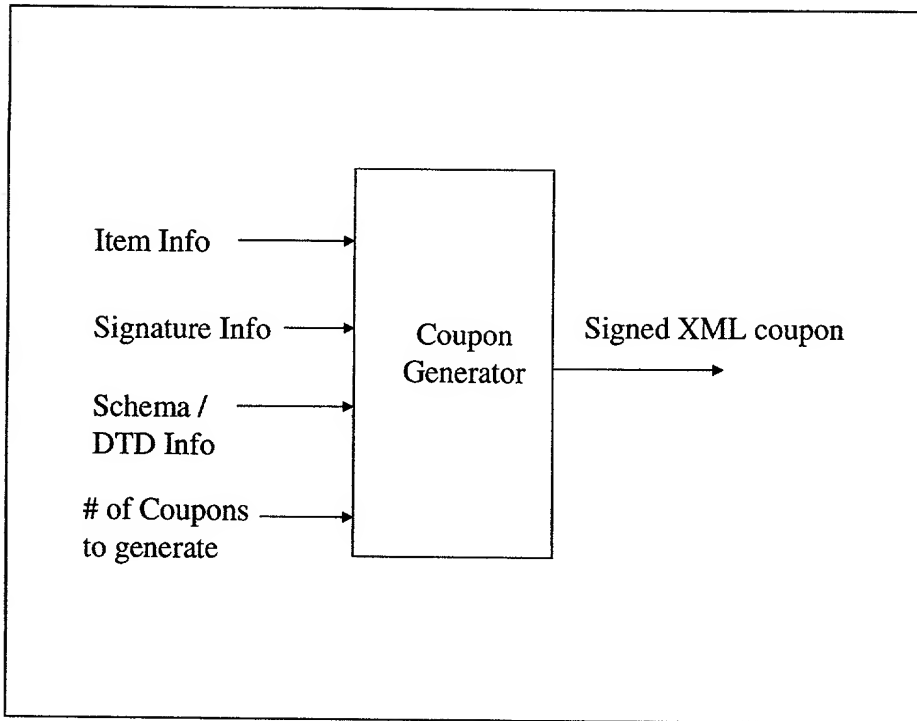 Item Info
Signature Info
Schema /
DTD Info
# of Coupons
to generate
Coupon
Generator
Signed XML coupon